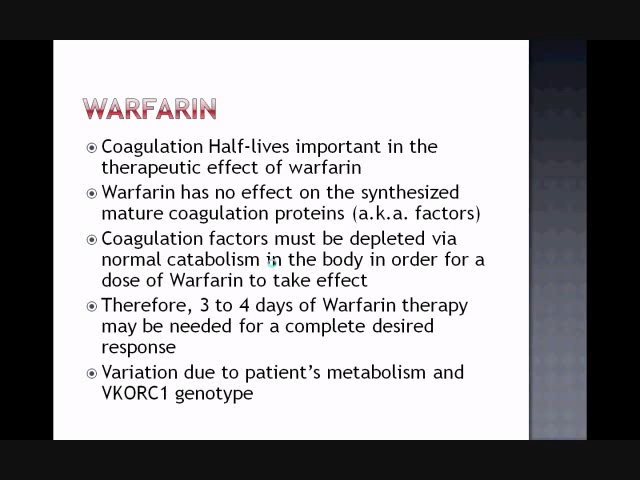 WARFARIN
Coagulation Half-lives important in the
therapeutic effect of warfarin
Warfarin has no effect on the synthesized
mature coagulation proteins (a.k.a. factors)
Coagulation factors must be depleted via
normal catabolism in the body in order for a
dose of Warfarin to take effect
Therefore, 3 to 4 days of Warfarin therapy
may be needed for a complete desired
response
Variation due to patient’s metabolism and
VKORC1 genotype